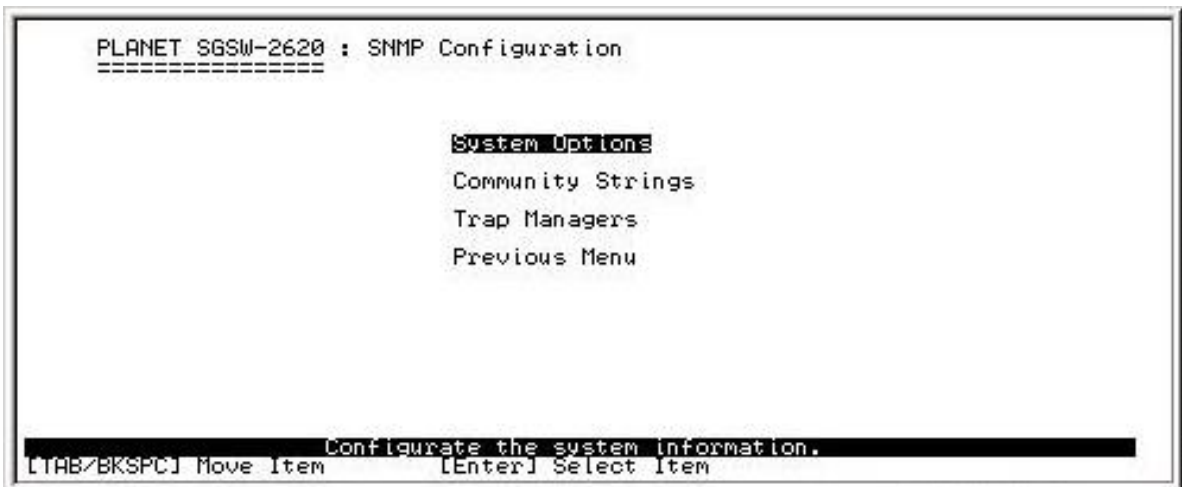 PLANET SGSW-2620 : SNMP Configuration
================
System Options
Community Strings
Trap Managers
Previous Menu
Configurate the system information.
[TAB/BKSPC] Move Item [Enter] Select Item